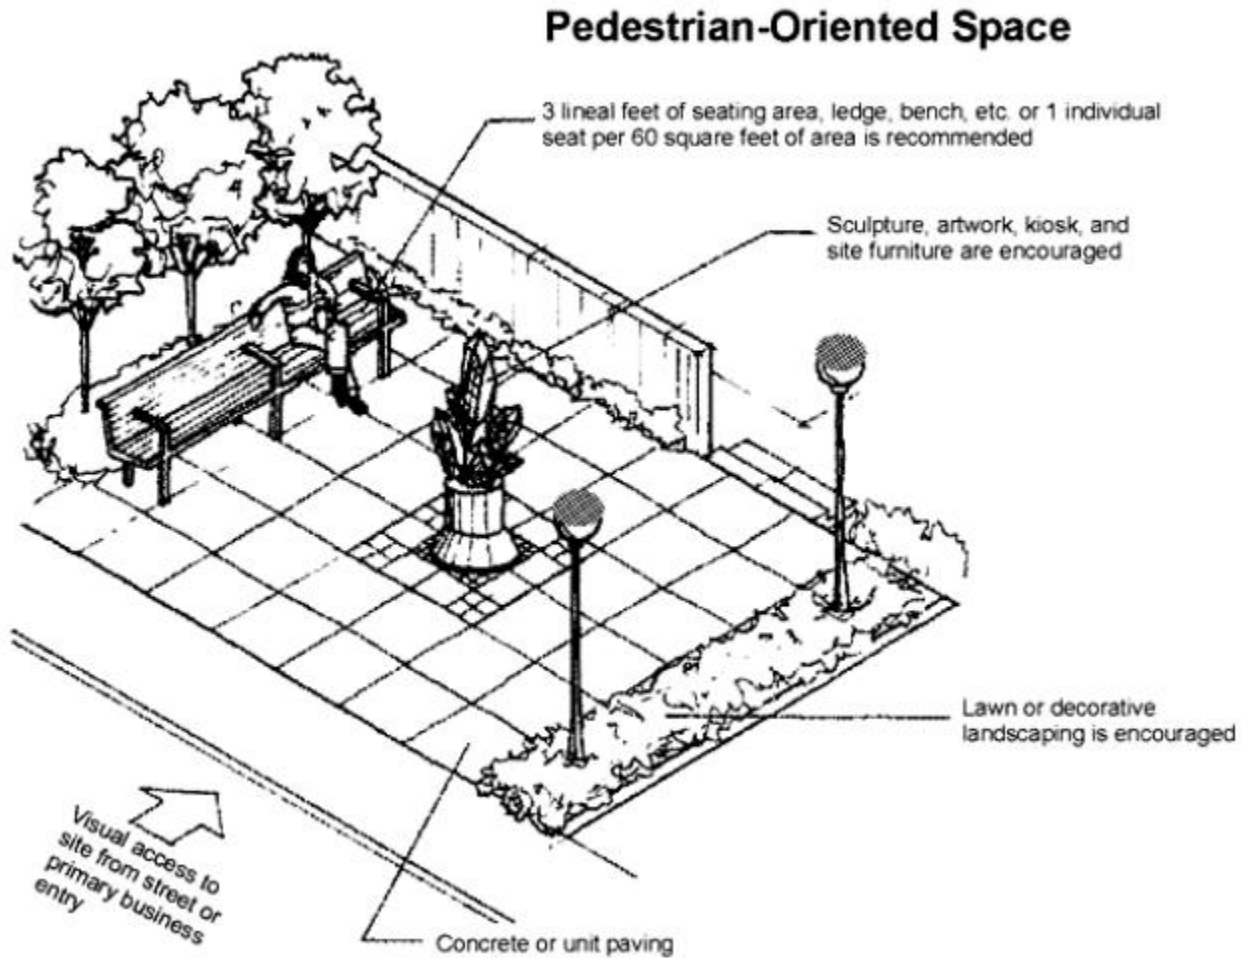 Pedestrian-Oriented Space
3 lineal feet of seating area, ledge, bench, etc. or 1 individual
seat per 60 square feet of area is recommended
Sculpture, artwork, kiosk, and
site furniture are encouraged
Lawn or decorative
landscaping is encouraged
Visual access to
site from street or
primary business
entry
Concrete or unit paving